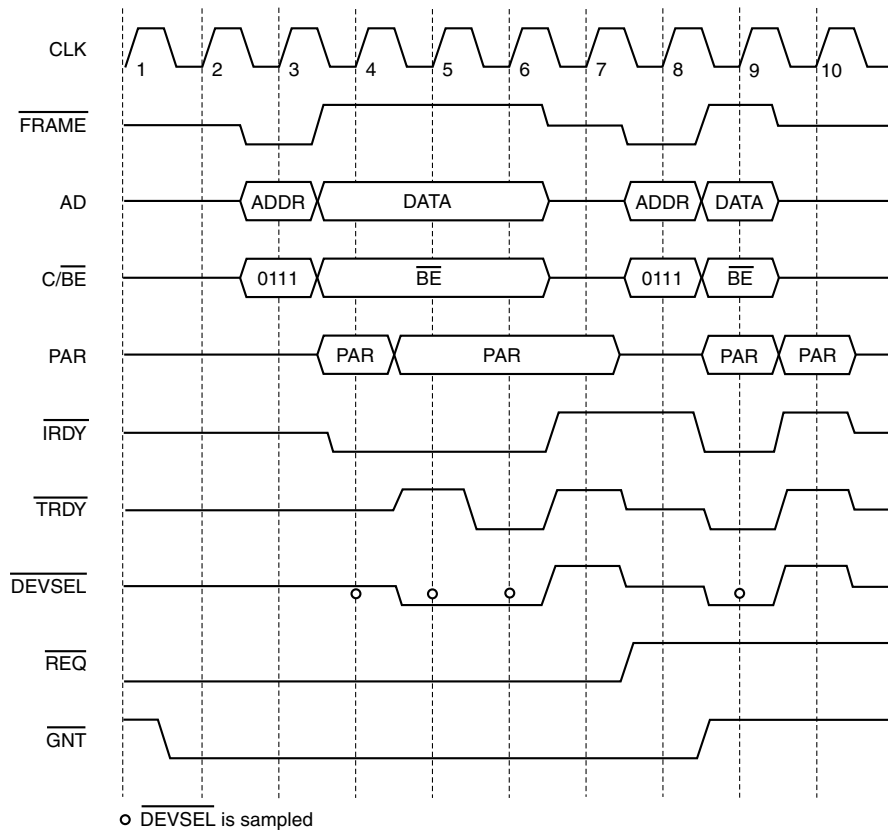 CLK
1 2 3 4 5 6 7 8 9 10
FRAME
AD ADDR DATA ADDR DATA
C/BE 0111 BE 0111 BE
PAR PAR PAR PAR PAR
IRDY
TRDY
DEVSEL
REQ
GNT
DEVSEL is sampled